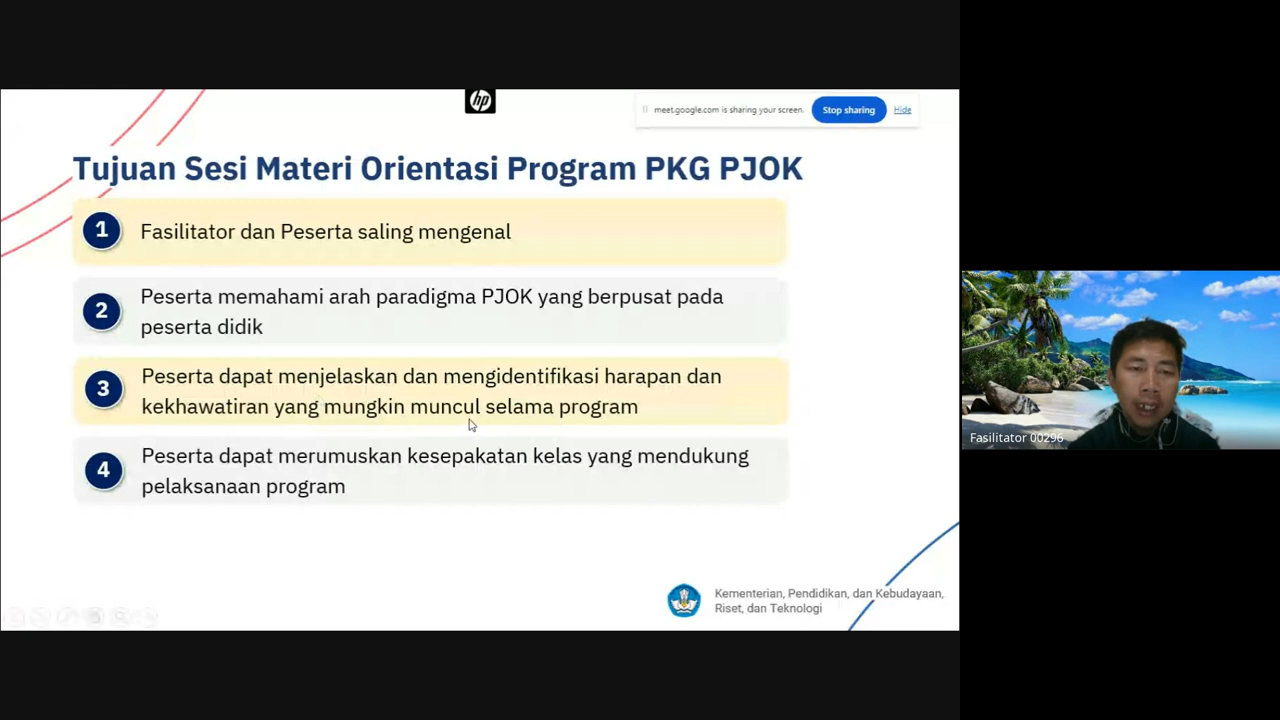 hp
meet.google.com is sharing your screen.
Stop sharing
Hide
Tujuan Sesi Materi Orientasi Program PKG PJOK
1
Fasilitator dan Peserta saling mengenal
2
Peserta memahami arah paradigma PJOK yang berpusat pada
peserta didik
3
Peserta dapat menjelaskan dan mengidentifikasi harapan dan
kekhawatiran yang mungkin muncul selama program
4
Peserta dapat merumuskan kesepakatan kelas yang mendukung
pelaksanaan program
Kementerian, Pendidikan, dan Kebudayaan,
Riset, dan Teknologi
Fasilitator 00296